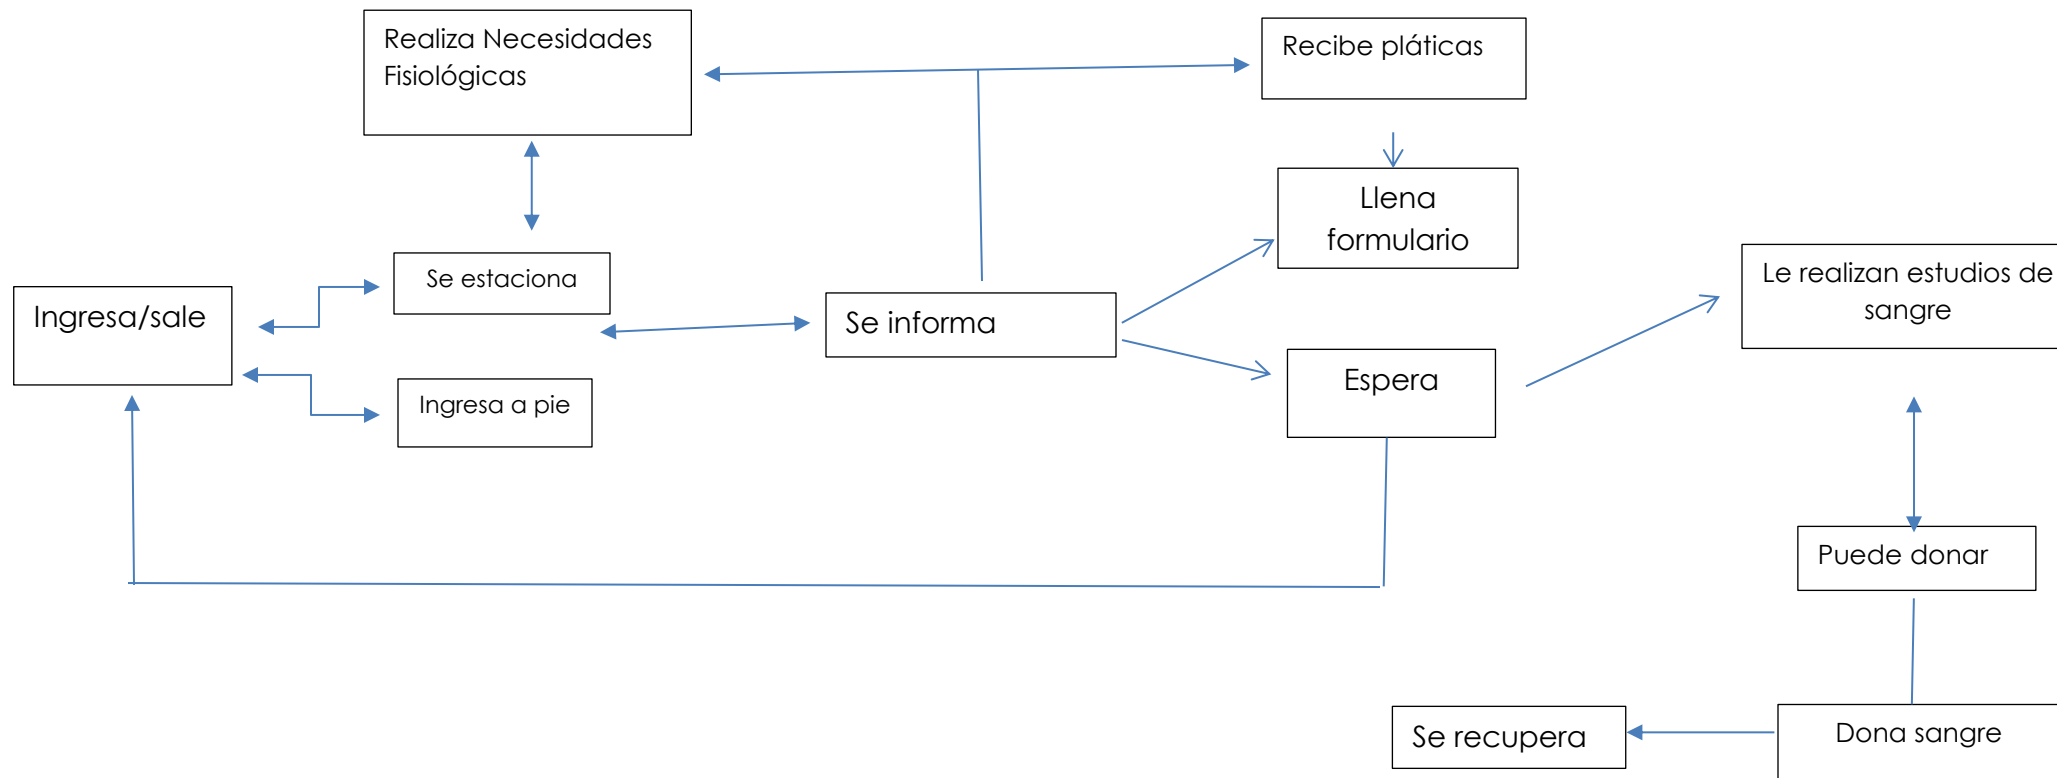 Realiza Necesidades
Fisiológicas
Recibe pláticas
Llena
formulario
Se estaciona
Ingresa/sale
Se informa
Le realizan estudios de
sangre
Espera
Ingresa a pie
Puede donar
Se recupera
Dona sangre